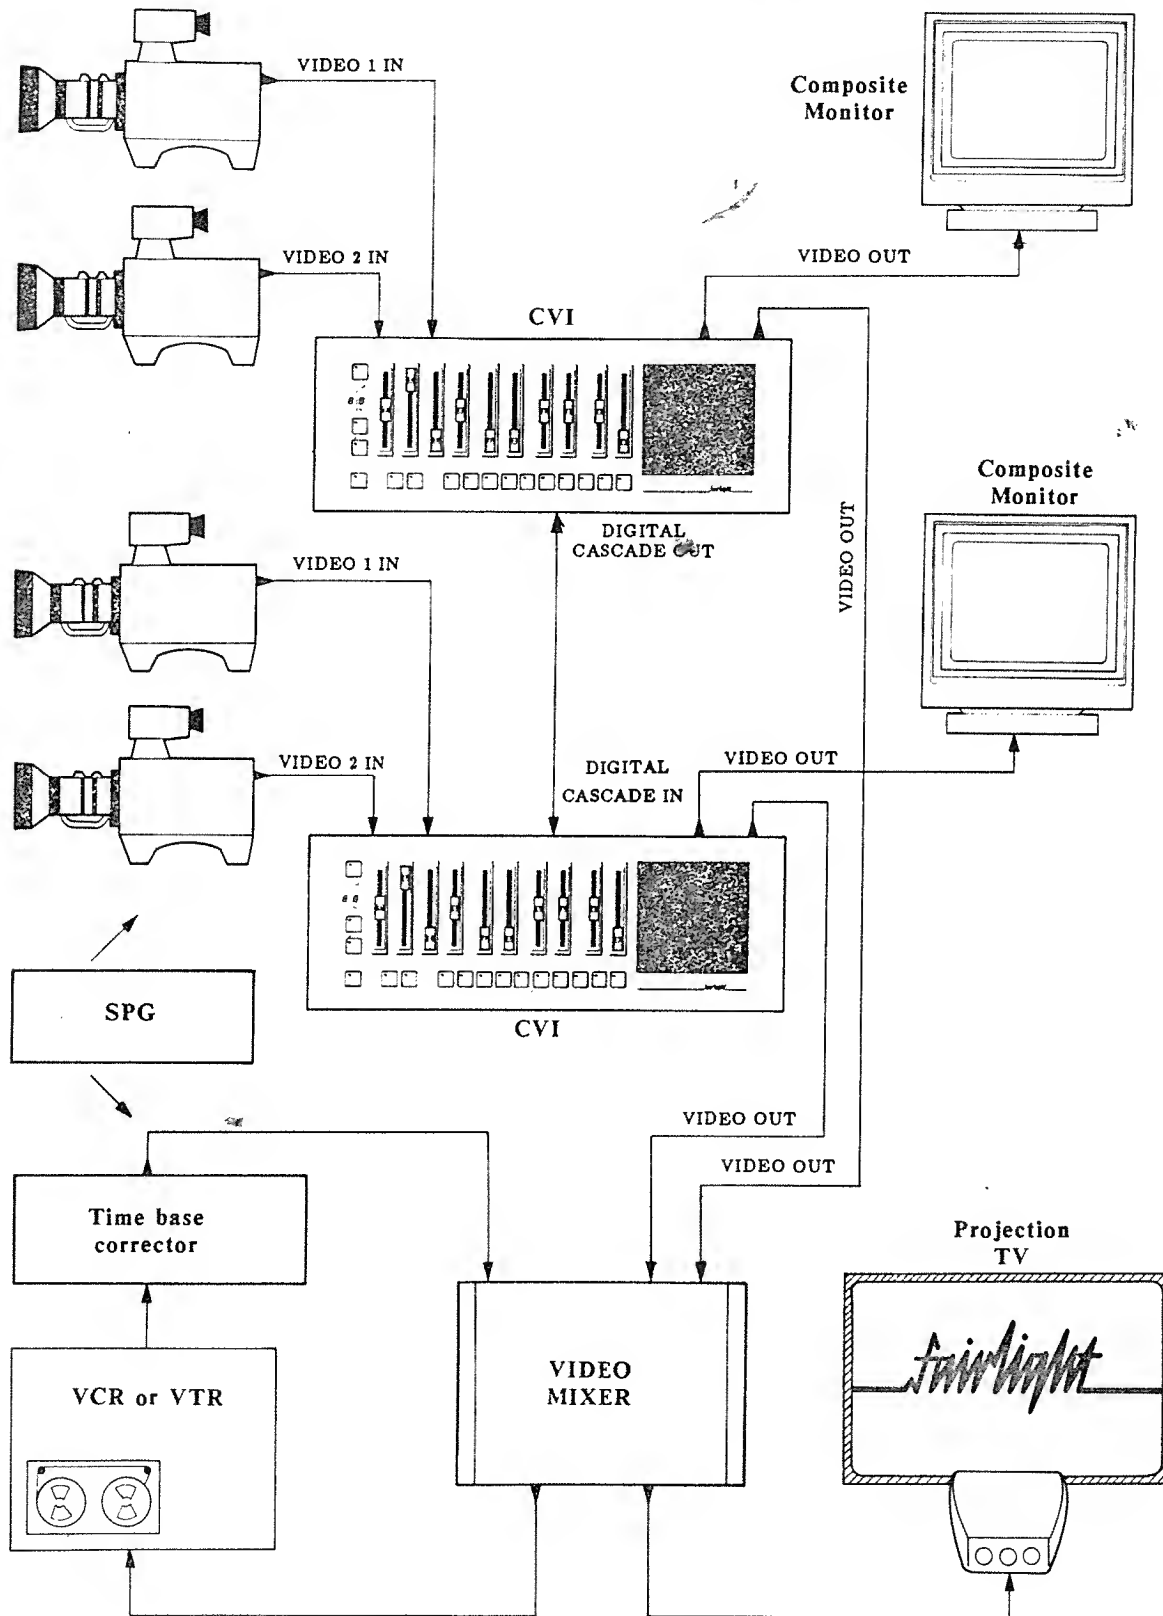 VIDEO 1 IN
Composite
Monitor
VIDEO 2 IN
VIDEO OUT
CVI
Composite
Monitor
DIGITAL
CASCADE OUT
VIDEO OUT
VIDEO 1 IN
VIDEO 2 IN
DIGITAL
CASCADE IN
VIDEO OUT
SPG
CVI
VIDEO OUT
VIDEO OUT
Time base
corrector
Projection
TV
VCR or VTR
VIDEO
MIXER
fairlight